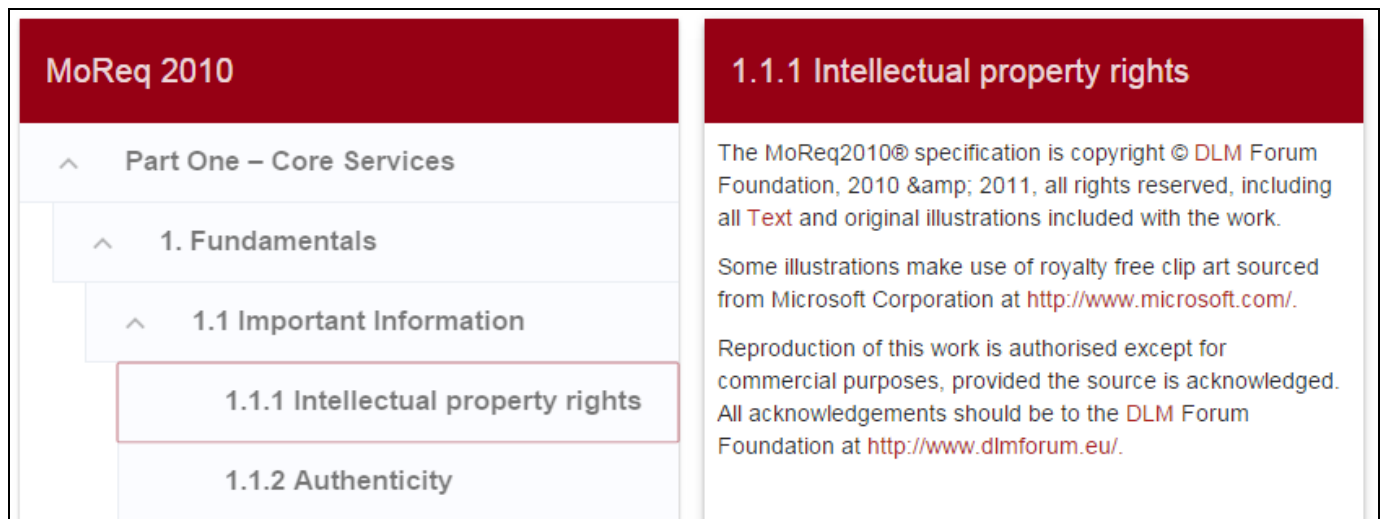 MoReq 2010
Part One – Core Services
1. Fundamentals
1.1 Important Information
1.1.1 Intellectual property rights
1.1.2 Authenticity
1.1.1 Intellectual property rights
The MoReq2010® specification is copyright © DLM Forum
Foundation, 2010 &amp; 2011, all rights reserved, including
all Text and original illustrations included with the work.
Some illustrations make use of royalty free clip art sourced
from Microsoft Corporation at http://www.microsoft.com/.
Reproduction of this work is authorised except for
commercial purposes, provided the source is acknowledged.
All acknowledgements should be to the DLM Forum
Foundation at http://www.dlmforum.eu/.